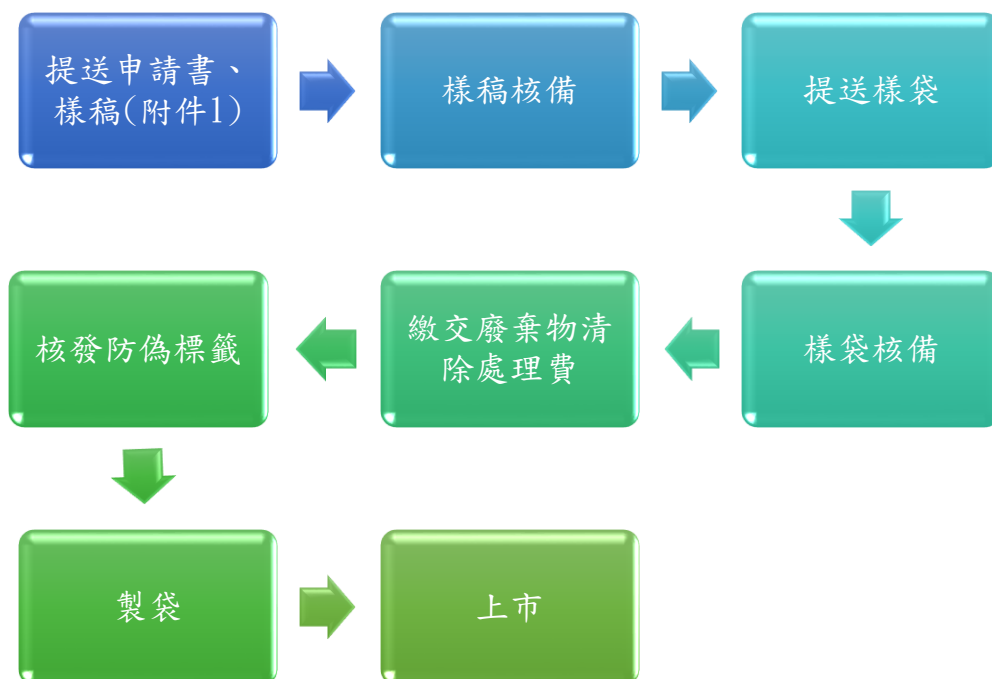 提送申請書、
樣稿(附件1)
樣稿核備
提送樣袋
樣袋核備
繳交廢棄物清
除處理費
核發防偽標籤
製袋
上市